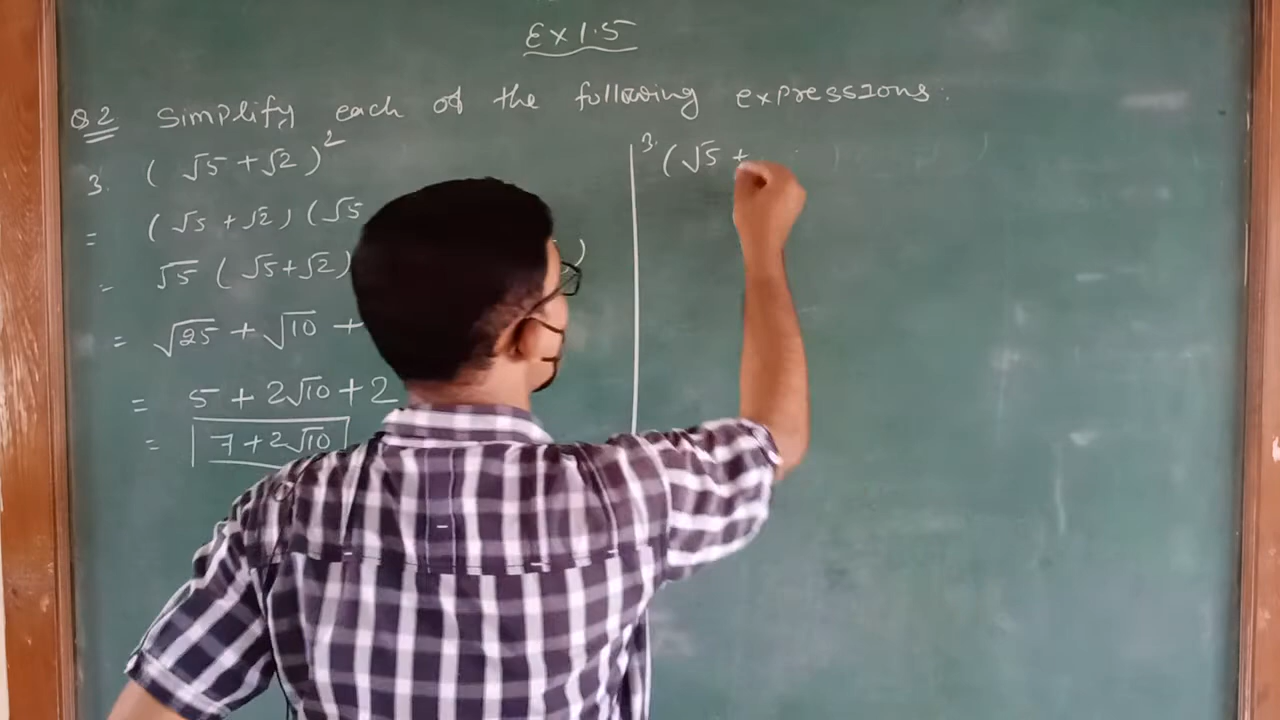 Ex 1.5
Q2 Simplify each of the following expressions:
3. (√5 + √2)²
= (√5 + √2) (√5
= √5 (√5 + √2) )
= √25 + √10 +
= 5 + 2√10 + 2
= 7 + 2√10
3. (√5 +